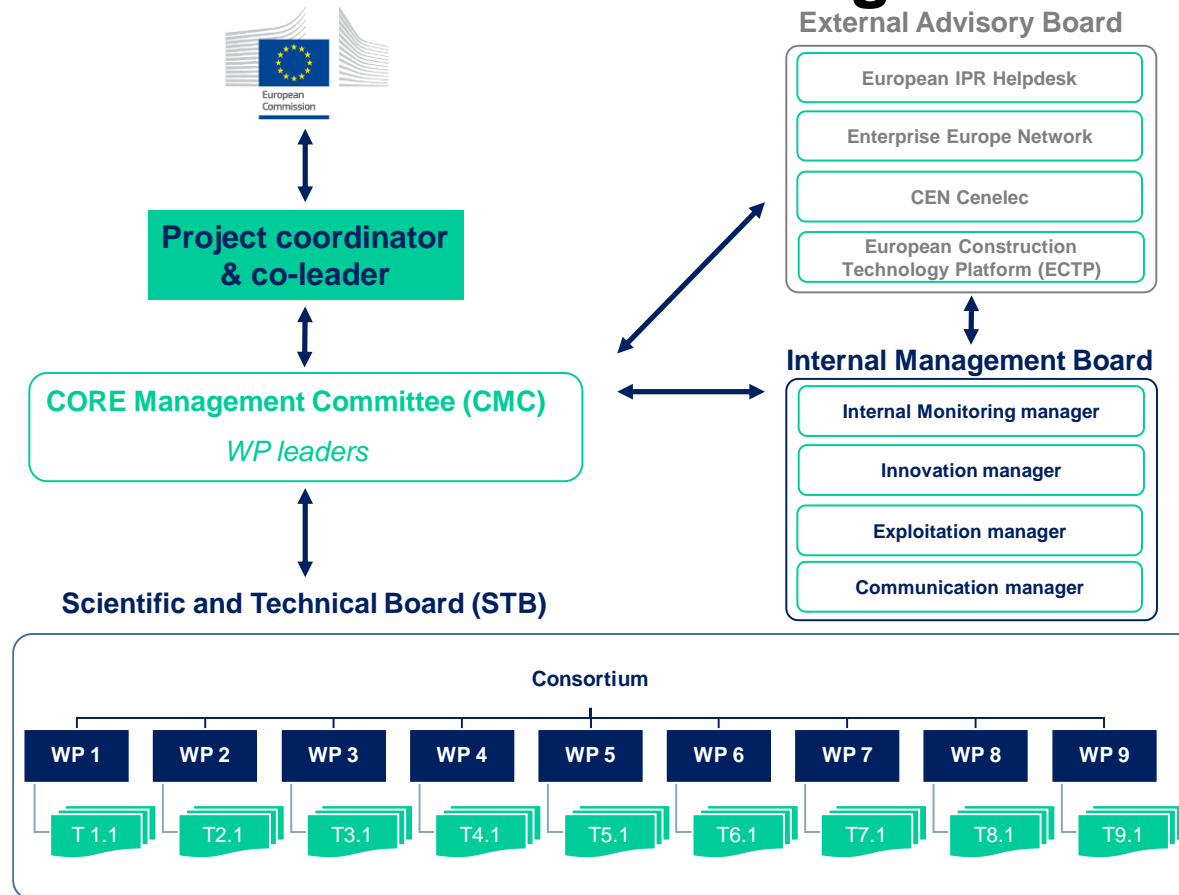 External Advisory Board
European
Commission
European IPR Helpdesk
Enterprise Europe Network
CEN Cenelec
European Construction
Technology Platform (ECTP)
Project coordinator
& co-leader
Internal Management Board
CORE Management Committee (CMC)
WP leaders
Internal Monitoring manager
Innovation manager
Exploitation manager
Communication manager
Scientific and Technical Board (STB)
Consortium
WP 1 WP 2 WP 3 WP 4 WP 5 WP 6 WP 7 WP 8 WP 9
T 1.1 T2.1 T3.1 T4.1 T5.1 T6.1 T7.1 T8.1 T9.1